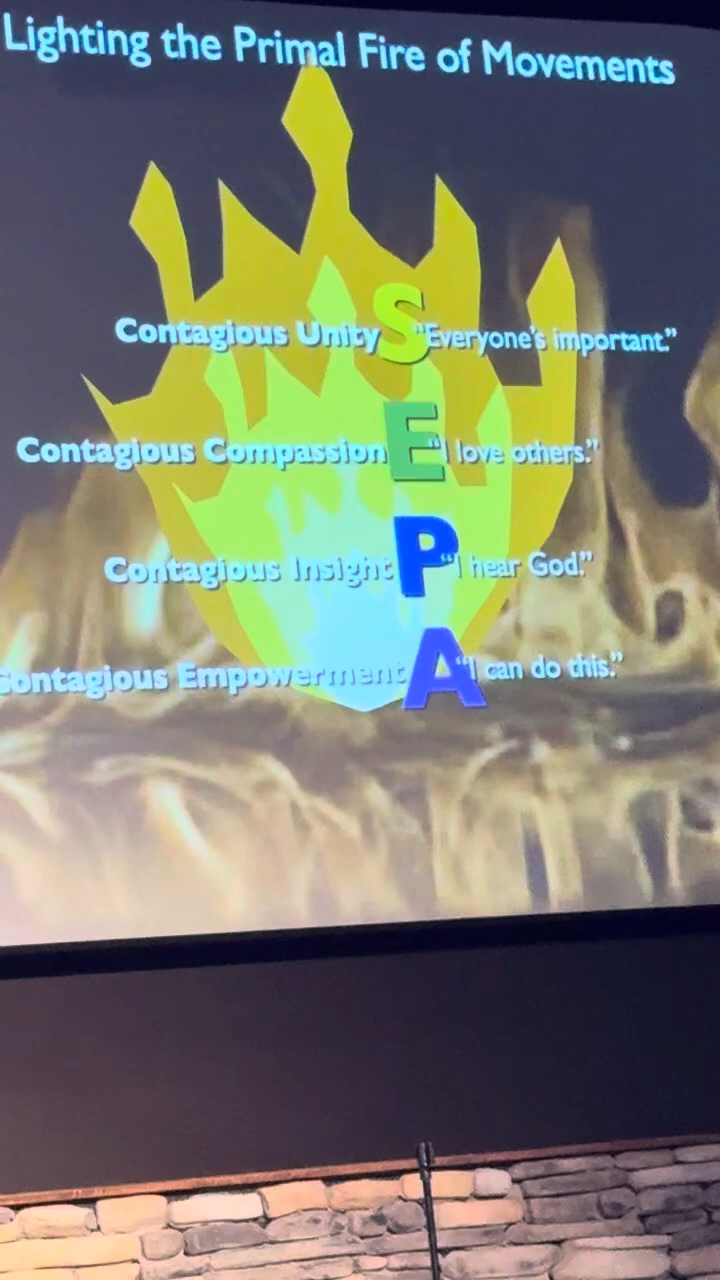 Lighting the Primal Fire of Movements
Contagious Unity S "Everyone's important."
Contagious Compassion E "I love others."
Contagious Insight P "I hear God."
Contagious Empowerment A "I can do this."